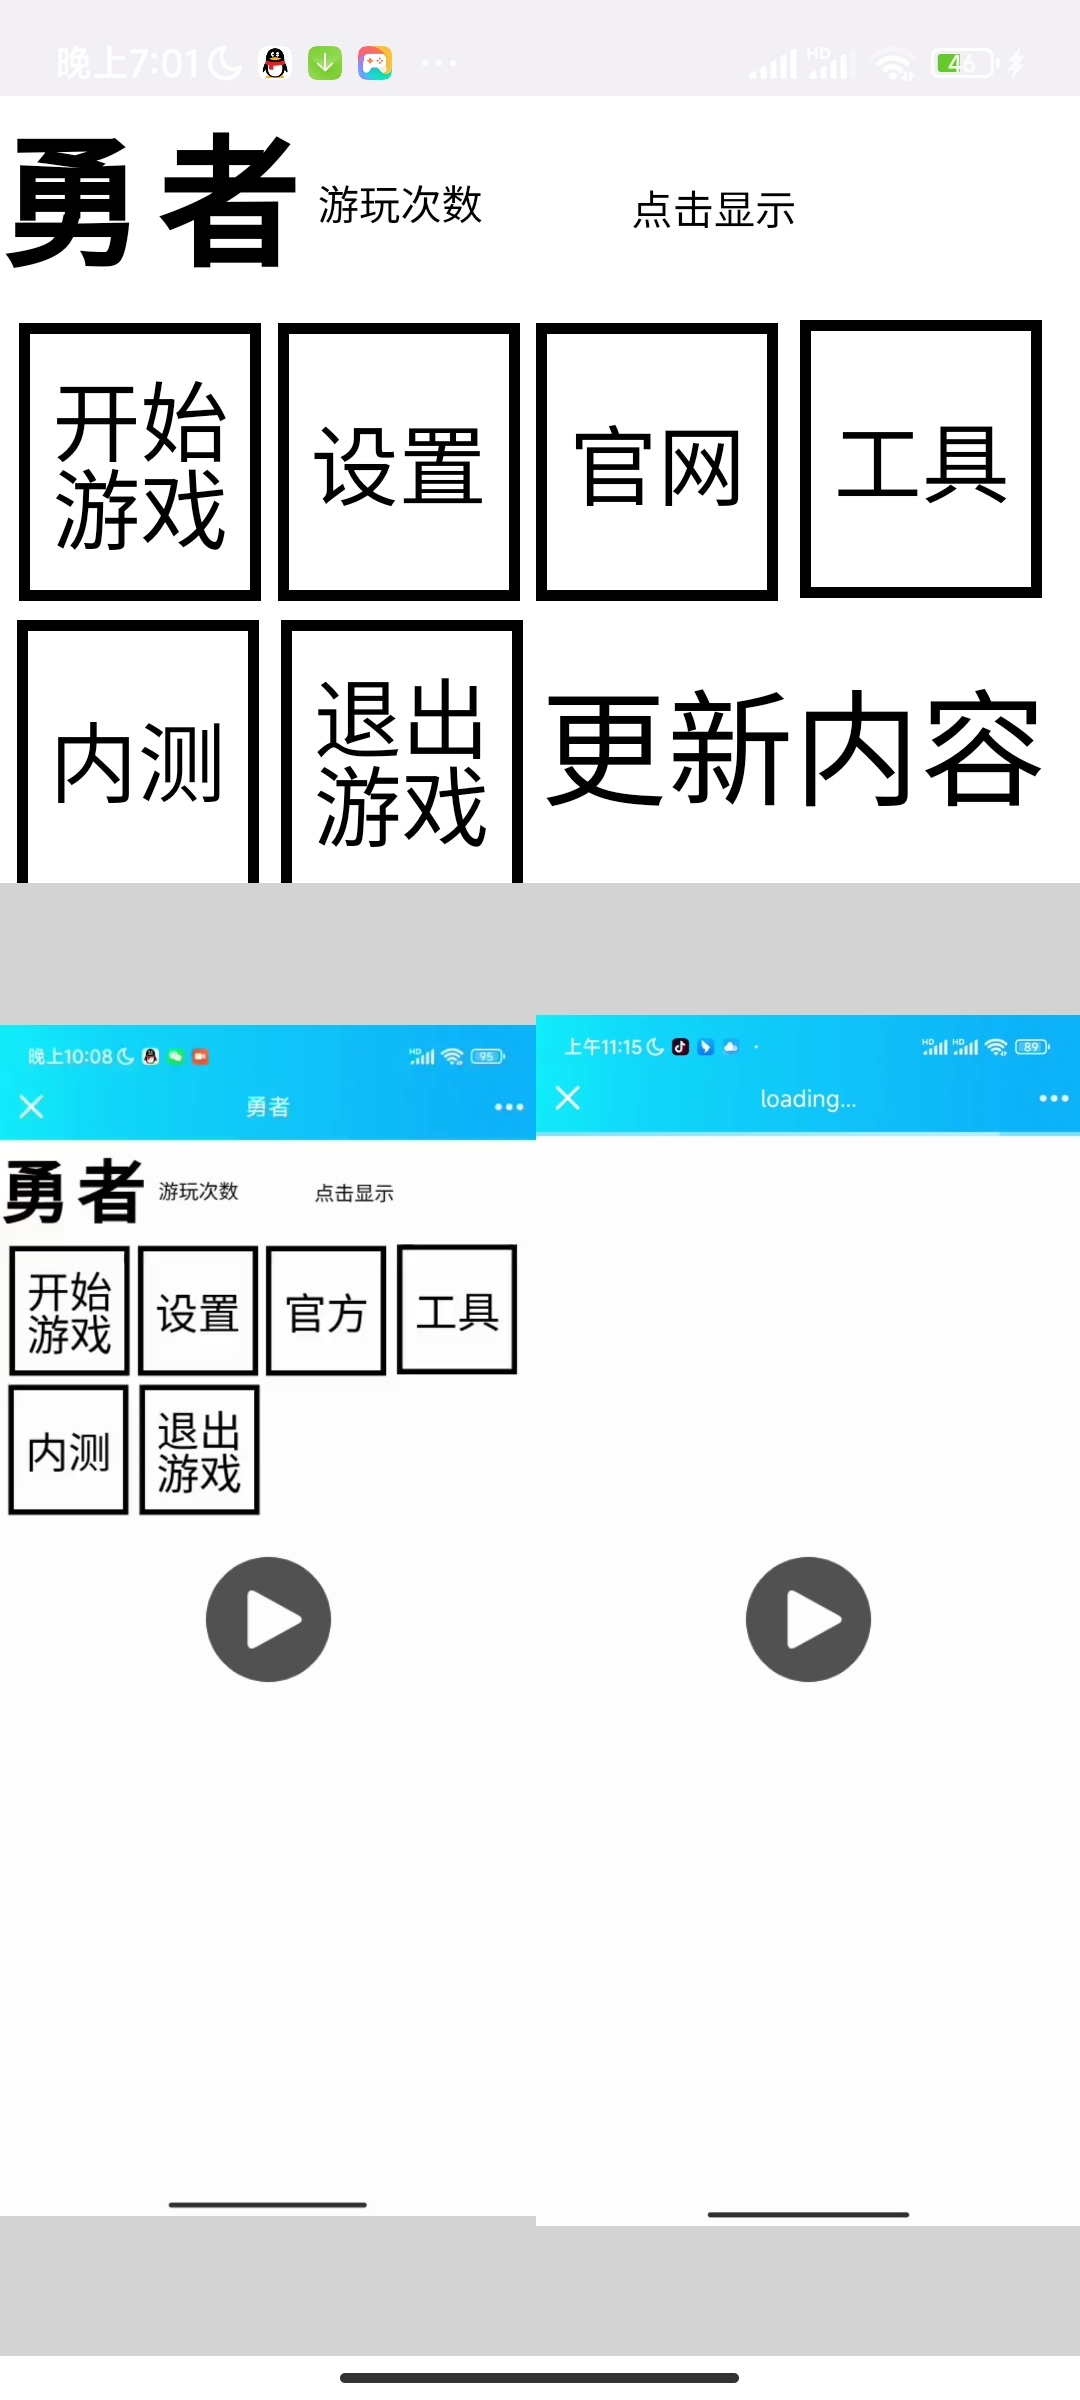 晚上7:01
HD
46
勇者 游玩次数 点击显示
开始
游戏
设置
官网
工具
内测
退出
游戏
更新内容
晚上10:08
HD
95
勇者
勇者 游玩次数 点击显示
开始
游戏
设置
官方
工具
内测
退出
游戏
上午11:15
HD HD
89
loading...